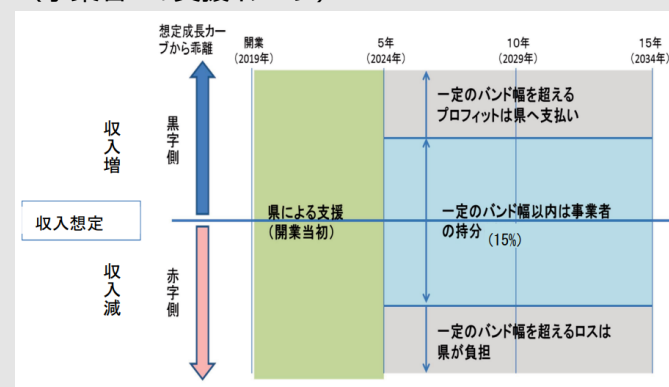 想定成長カー
ブから乖離
開業
(2019年)
5年
(2024年)
10年
(2029年)
15年
(2034年)
収入増
黒字側
一定のバンド幅を超える
プロフィットは県へ支払い
収入想定
県による支援
(開業当初)
一定のバンド幅以内は事業者
の持分
(15%)
収入減
赤字側
一定のバンド幅を超えるロスは
県が負担